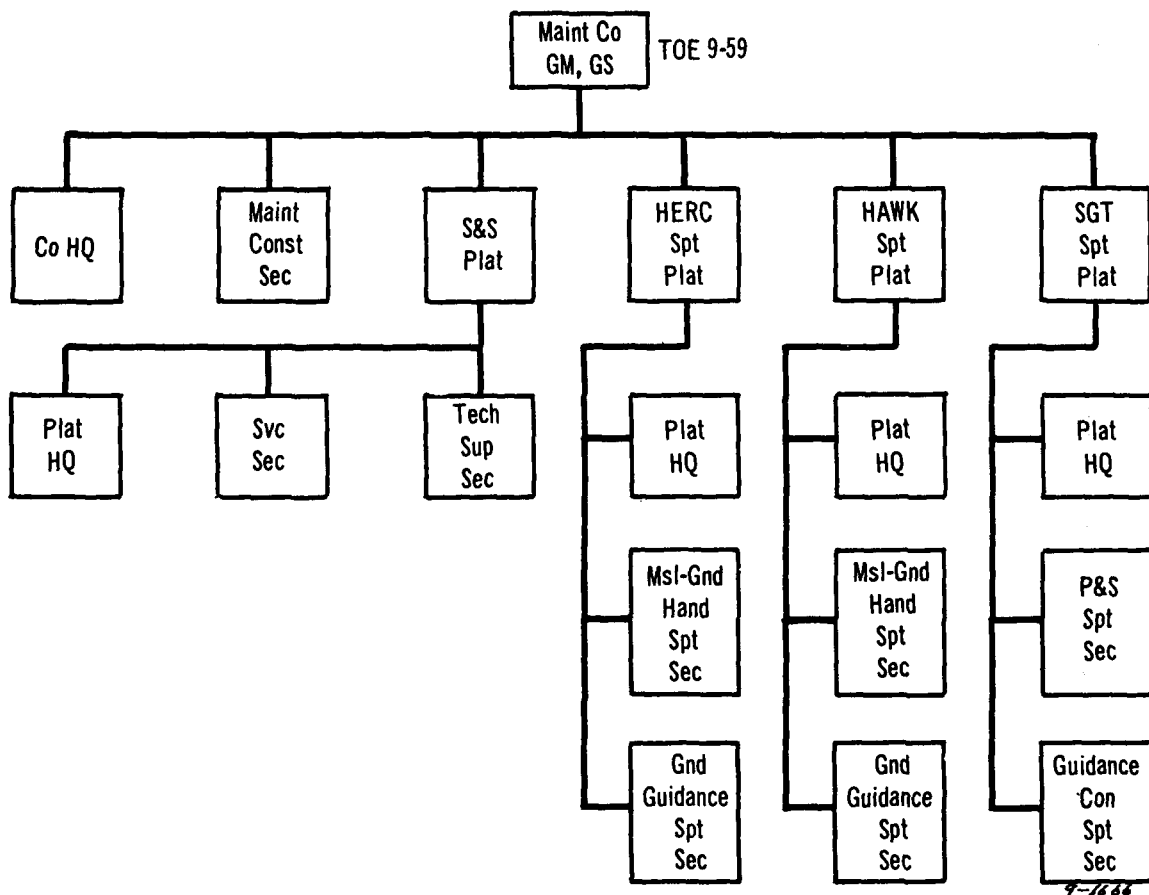 Maint Co
GM, GS
TOE 9-59
Co HQ
Maint
Const
Sec
S&S
Plat
HERC
Spt
Plat
HAWK
Spt
Plat
SGT
Spt
Plat
Plat
HQ
Svc
Sec
Tech
Sup
Sec
Plat
HQ
Plat
HQ
Plat
HQ
Msl-Gnd
Hand
Spt
Sec
Msl-Gnd
Hand
Spt
Sec
P&S
Spt
Sec
Gnd
Guidance
Spt
Sec
Gnd
Guidance
Spt
Sec
Guidance
Con
Spt
Sec
9-1666